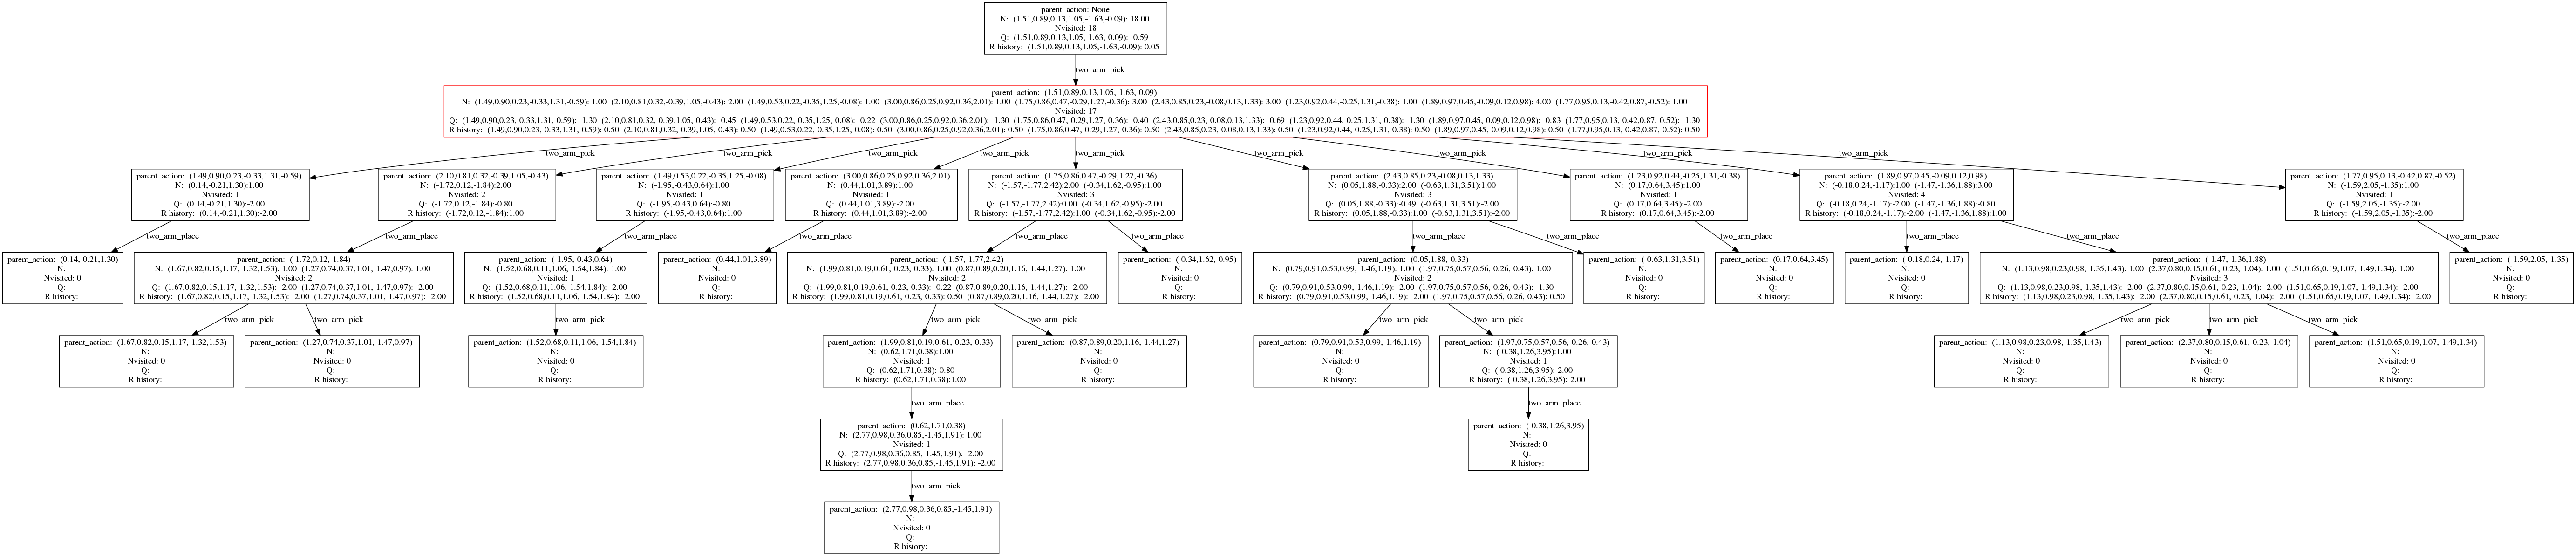 parent_action: None
N: (1.51,0.89,0.13,1.05,-1.63,-0.09): 18.00
Nvisited: 18
Q: (1.51,0.89,0.13,1.05,-1.63,-0.09): -0.59
R history: (1.51,0.89,0.13,1.05,-1.63,-0.09): 0.05
two_arm_pick
parent_action: (1.51,0.89,0.13,1.05,-1.63,-0.09)
N: (1.49,0.90,0.23,-0.33,1.31,-0.59): 1.00 (2.10,0.81,0.32,-0.39,1.05,-0.43): 2.00 (1.49,0.53,0.22,-0.35,1.25,-0.08): 1.00 (3.00,0.86,0.25,0.92,0.36,2.01): 1.00 (1.75,0.86,0.47,-0.29,1.27,-0.36): 3.00 (2.43,0.85,0.23,-0.08,0.13,1.33): 3.00 (1.23,0.92,0.44,-0.25,1.31,-0.38): 1.00 (1.89,0.97,0.45,-0.09,0.12,0.98): 4.00 (1.77,0.95,0.13,-0.42,0.87,-0.52): 1.00
Nvisited: 17
Q: (1.49,0.90,0.23,-0.33,1.31,-0.59): -1.30 (2.10,0.81,0.32,-0.39,1.05,-0.43): -0.45 (1.49,0.53,0.22,-0.35,1.25,-0.08): -0.22 (3.00,0.86,0.25,0.92,0.36,2.01): -1.30 (1.75,0.86,0.47,-0.29,1.27,-0.36): -0.40 (2.43,0.85,0.23,-0.08,0.13,1.33): -0.69 (1.23,0.92,0.44,-0.25,1.31,-0.38): -1.30 (1.89,0.97,0.45,-0.09,0.12,0.98): -0.83 (1.77,0.95,0.13,-0.42,0.87,-0.52): -1.30
R history: (1.49,0.90,0.23,-0.33,1.31,-0.59): 0.50 (2.10,0.81,0.32,-0.39,1.05,-0.43): 0.50 (1.49,0.53,0.22,-0.35,1.25,-0.08): 0.50 (3.00,0.86,0.25,0.92,0.36,2.01): 0.50 (1.75,0.86,0.47,-0.29,1.27,-0.36): 0.50 (2.43,0.85,0.23,-0.08,0.13,1.33): 0.50 (1.23,0.92,0.44,-0.25,1.31,-0.38): 0.50 (1.89,0.97,0.45,-0.09,0.12,0.98): 0.50 (1.77,0.95,0.13,-0.42,0.87,-0.52): 0.50
two_arm_pick
two_arm_pick
two_arm_pick
two_arm_pick
two_arm_pick
two_arm_pick
two_arm_pick
two_arm_pick
two_arm_pick
parent_action: (1.49,0.90,0.23,-0.33,1.31,-0.59)
N: (0.14,-0.21,1.30):1.00
Nvisited: 1
Q: (0.14,-0.21,1.30):-2.00
R history: (0.14,-0.21,1.30):-2.00
parent_action: (2.10,0.81,0.32,-0.39,1.05,-0.43)
N: (-1.72,0.12,-1.84):2.00
Nvisited: 2
Q: (-1.72,0.12,-1.84):-0.80
R history: (-1.72,0.12,-1.84):1.00
parent_action: (1.49,0.53,0.22,-0.35,1.25,-0.08)
N: (-1.95,-0.43,0.64):1.00
Nvisited: 1
Q: (-1.95,-0.43,0.64):-0.80
R history: (-1.95,-0.43,0.64):1.00
parent_action: (3.00,0.86,0.25,0.92,0.36,2.01)
N: (0.44,1.01,3.89):1.00
Nvisited: 1
Q: (0.44,1.01,3.89):-2.00
R history: (0.44,1.01,3.89):-2.00
parent_action: (1.75,0.86,0.47,-0.29,1.27,-0.36)
N: (-1.57,-1.77,2.42):2.00 (-0.34,1.62,-0.95):1.00
Nvisited: 3
Q: (-1.57,-1.77,2.42):0.00 (-0.34,1.62,-0.95):-2.00
R history: (-1.57,-1.77,2.42):1.00 (-0.34,1.62,-0.95):-2.00
parent_action: (2.43,0.85,0.23,-0.08,0.13,1.33)
N: (0.05,1.88,-0.33):2.00 (-0.63,1.31,3.51):1.00
Nvisited: 3
Q: (0.05,1.88,-0.33):-0.49 (-0.63,1.31,3.51):-2.00
R history: (0.05,1.88,-0.33):1.00 (-0.63,1.31,3.51):-2.00
parent_action: (1.23,0.92,0.44,-0.25,1.31,-0.38)
N: (0.17,0.64,3.45):1.00
Nvisited: 1
Q: (0.17,0.64,3.45):-2.00
R history: (0.17,0.64,3.45):-2.00
parent_action: (1.89,0.97,0.45,-0.09,0.12,0.98)
N: (-0.18,0.24,-1.17):1.00 (-1.47,-1.36,1.88):3.00
Nvisited: 4
Q: (-0.18,0.24,-1.17):-2.00 (-1.47,-1.36,1.88):-0.80
R history: (-0.18,0.24,-1.17):-2.00 (-1.47,-1.36,1.88):1.00
parent_action: (1.77,0.95,0.13,-0.42,0.87,-0.52)
N: (-1.59,2.05,-1.35):1.00
Nvisited: 1
Q: (-1.59,2.05,-1.35):-2.00
R history: (-1.59,2.05,-1.35):-2.00
two_arm_place
two_arm_place
two_arm_place
two_arm_place
two_arm_place
two_arm_place
two_arm_place
two_arm_place
two_arm_place
two_arm_place
two_arm_place
two_arm_place
parent_action: (0.14,-0.21,1.30)
N:
Nvisited: 0
Q:
R history:
parent_action: (-1.72,0.12,-1.84)
N: (1.67,0.82,0.15,1.17,-1.32,1.53): 1.00 (1.27,0.74,0.37,1.01,-1.47,0.97): 1.00
Nvisited: 2
Q: (1.67,0.82,0.15,1.17,-1.32,1.53): -2.00 (1.27,0.74,0.37,1.01,-1.47,0.97): -2.00
R history: (1.67,0.82,0.15,1.17,-1.32,1.53): -2.00 (1.27,0.74,0.37,1.01,-1.47,0.97): -2.00
parent_action: (-1.95,-0.43,0.64)
N: (1.52,0.68,0.11,1.06,-1.54,1.84): 1.00
Nvisited: 1
Q: (1.52,0.68,0.11,1.06,-1.54,1.84): -2.00
R history: (1.52,0.68,0.11,1.06,-1.54,1.84): -2.00
parent_action: (0.44,1.01,3.89)
N:
Nvisited: 0
Q:
R history:
parent_action: (-1.57,-1.77,2.42)
N: (1.99,0.81,0.19,0.61,-0.23,-0.33): 1.00 (0.87,0.89,0.20,1.16,-1.44,1.27): 1.00
Nvisited: 2
Q: (1.99,0.81,0.19,0.61,-0.23,-0.33): -0.22 (0.87,0.89,0.20,1.16,-1.44,1.27): -2.00
R history: (1.99,0.81,0.19,0.61,-0.23,-0.33): 0.50 (0.87,0.89,0.20,1.16,-1.44,1.27): -2.00
parent_action: (-0.34,1.62,-0.95)
N:
Nvisited: 0
Q:
R history:
parent_action: (0.05,1.88,-0.33)
N: (0.79,0.91,0.53,0.99,-1.46,1.19): 1.00 (1.97,0.75,0.57,0.56,-0.26,-0.43): 1.00
Nvisited: 2
Q: (0.79,0.91,0.53,0.99,-1.46,1.19): -2.00 (1.97,0.75,0.57,0.56,-0.26,-0.43): -1.30
R history: (0.79,0.91,0.53,0.99,-1.46,1.19): -2.00 (1.97,0.75,0.57,0.56,-0.26,-0.43): 0.50
parent_action: (-0.63,1.31,3.51)
N:
Nvisited: 0
Q:
R history:
parent_action: (0.17,0.64,3.45)
N:
Nvisited: 0
Q:
R history:
parent_action: (-0.18,0.24,-1.17)
N:
Nvisited: 0
Q:
R history:
parent_action: (-1.47,-1.36,1.88)
N: (1.13,0.98,0.23,0.98,-1.35,1.43): 1.00 (2.37,0.80,0.15,0.61,-0.23,-1.04): 1.00 (1.51,0.65,0.19,1.07,-1.49,1.34): 1.00
Nvisited: 3
Q: (1.13,0.98,0.23,0.98,-1.35,1.43): -2.00 (2.37,0.80,0.15,0.61,-0.23,-1.04): -2.00 (1.51,0.65,0.19,1.07,-1.49,1.34): -2.00
R history: (1.13,0.98,0.23,0.98,-1.35,1.43): -2.00 (2.37,0.80,0.15,0.61,-0.23,-1.04): -2.00 (1.51,0.65,0.19,1.07,-1.49,1.34): -2.00
parent_action: (-1.59,2.05,-1.35)
N:
Nvisited: 0
Q:
R history:
two_arm_pick
two_arm_pick
two_arm_pick
two_arm_pick
two_arm_pick
two_arm_pick
two_arm_pick
two_arm_pick
two_arm_pick
two_arm_pick
parent_action: (1.67,0.82,0.15,1.17,-1.32,1.53)
N:
Nvisited: 0
Q:
R history:
parent_action: (1.27,0.74,0.37,1.01,-1.47,0.97)
N:
Nvisited: 0
Q:
R history:
parent_action: (1.52,0.68,0.11,1.06,-1.54,1.84)
N:
Nvisited: 0
Q:
R history:
parent_action: (1.99,0.81,0.19,0.61,-0.23,-0.33)
N: (0.62,1.71,0.38):1.00
Nvisited: 1
Q: (0.62,1.71,0.38):-0.80
R history: (0.62,1.71,0.38):1.00
parent_action: (0.87,0.89,0.20,1.16,-1.44,1.27)
N:
Nvisited: 0
Q:
R history:
parent_action: (0.79,0.91,0.53,0.99,-1.46,1.19)
N:
Nvisited: 0
Q:
R history:
parent_action: (1.97,0.75,0.57,0.56,-0.26,-0.43)
N: (-0.38,1.26,3.95):1.00
Nvisited: 1
Q: (-0.38,1.26,3.95):-2.00
R history: (-0.38,1.26,3.95):-2.00
parent_action: (1.13,0.98,0.23,0.98,-1.35,1.43)
N:
Nvisited: 0
Q:
R history:
parent_action: (2.37,0.80,0.15,0.61,-0.23,-1.04)
N:
Nvisited: 0
Q:
R history:
parent_action: (1.51,0.65,0.19,1.07,-1.49,1.34)
N:
Nvisited: 0
Q:
R history:
two_arm_place
two_arm_place
parent_action: (0.62,1.71,0.38)
N: (2.77,0.98,0.36,0.85,-1.45,1.91): 1.00
Nvisited: 1
Q: (2.77,0.98,0.36,0.85,-1.45,1.91): -2.00
R history: (2.77,0.98,0.36,0.85,-1.45,1.91): -2.00
parent_action: (-0.38,1.26,3.95)
N:
Nvisited: 0
Q:
R history:
two_arm_pick
parent_action: (2.77,0.98,0.36,0.85,-1.45,1.91)
N:
Nvisited: 0
Q:
R history: